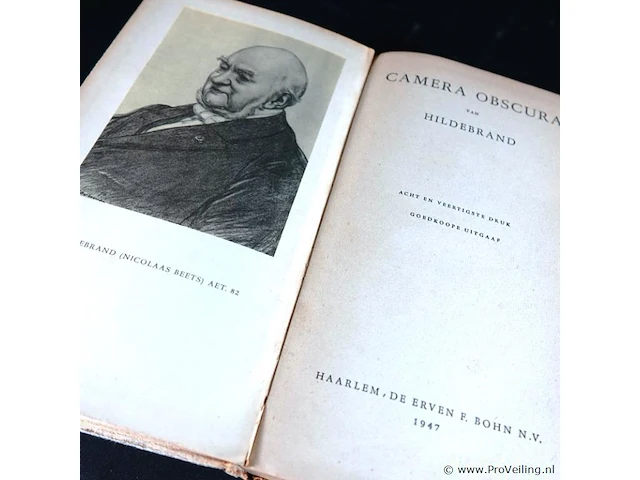 EBRAND (NICOLAAS BEETS) AET. 82
CAMERA OBSCURA
VAN
HILDEBRAND
ACHT EN VEERTIGSTE DRUK
GOEDKOOPE UITGAAF
HAARLEM, DE ERVEN F. BOHN N.V.
1947
© www.ProVeiling.nl